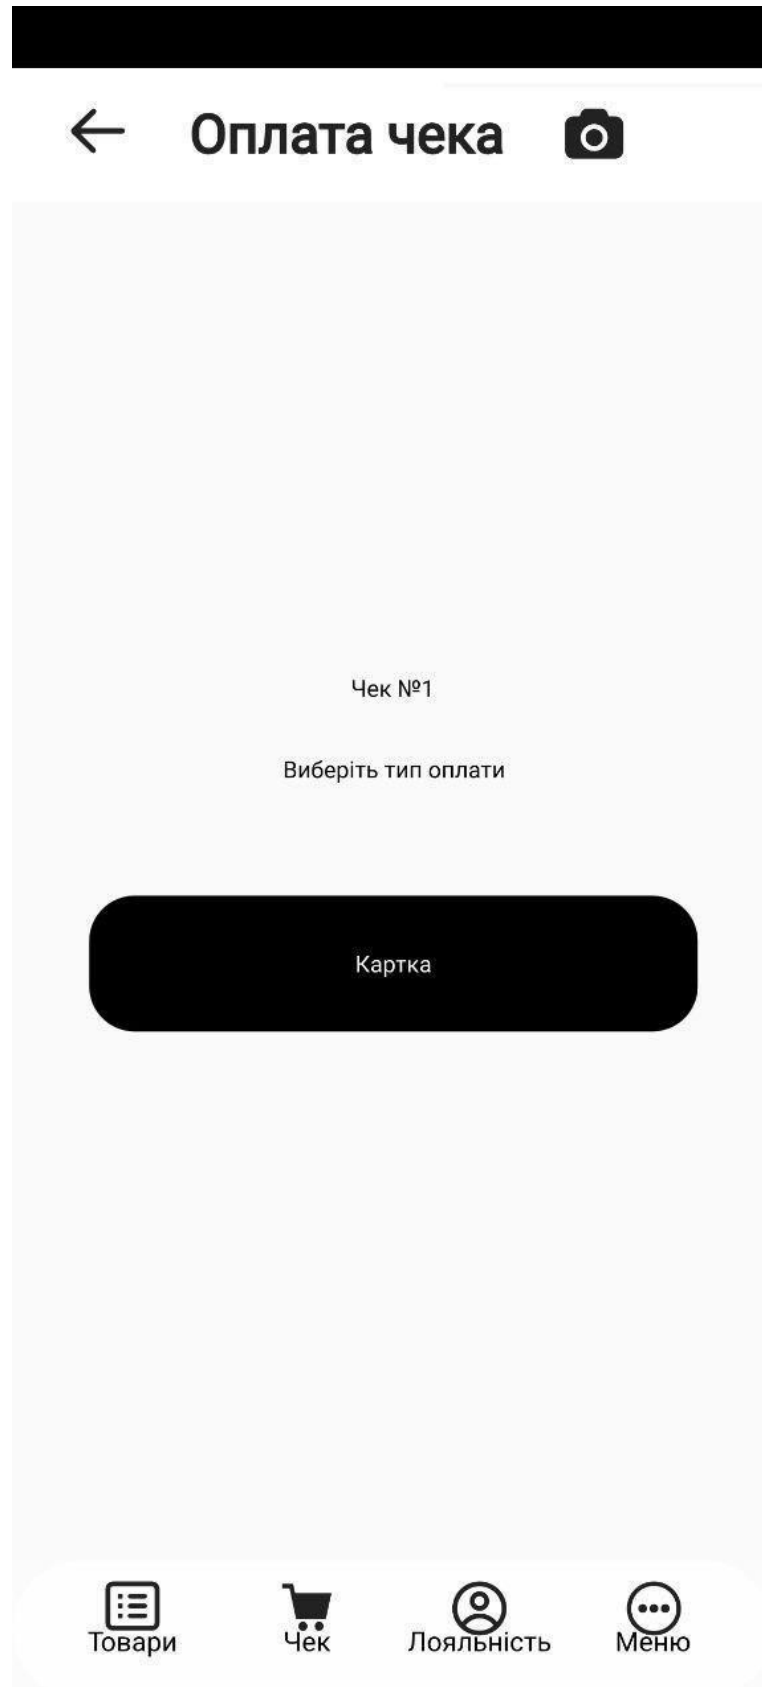 Оплата чека
Чек №1
Виберіть тип оплати
Картка
Товари
Чек
Лояльність
Меню